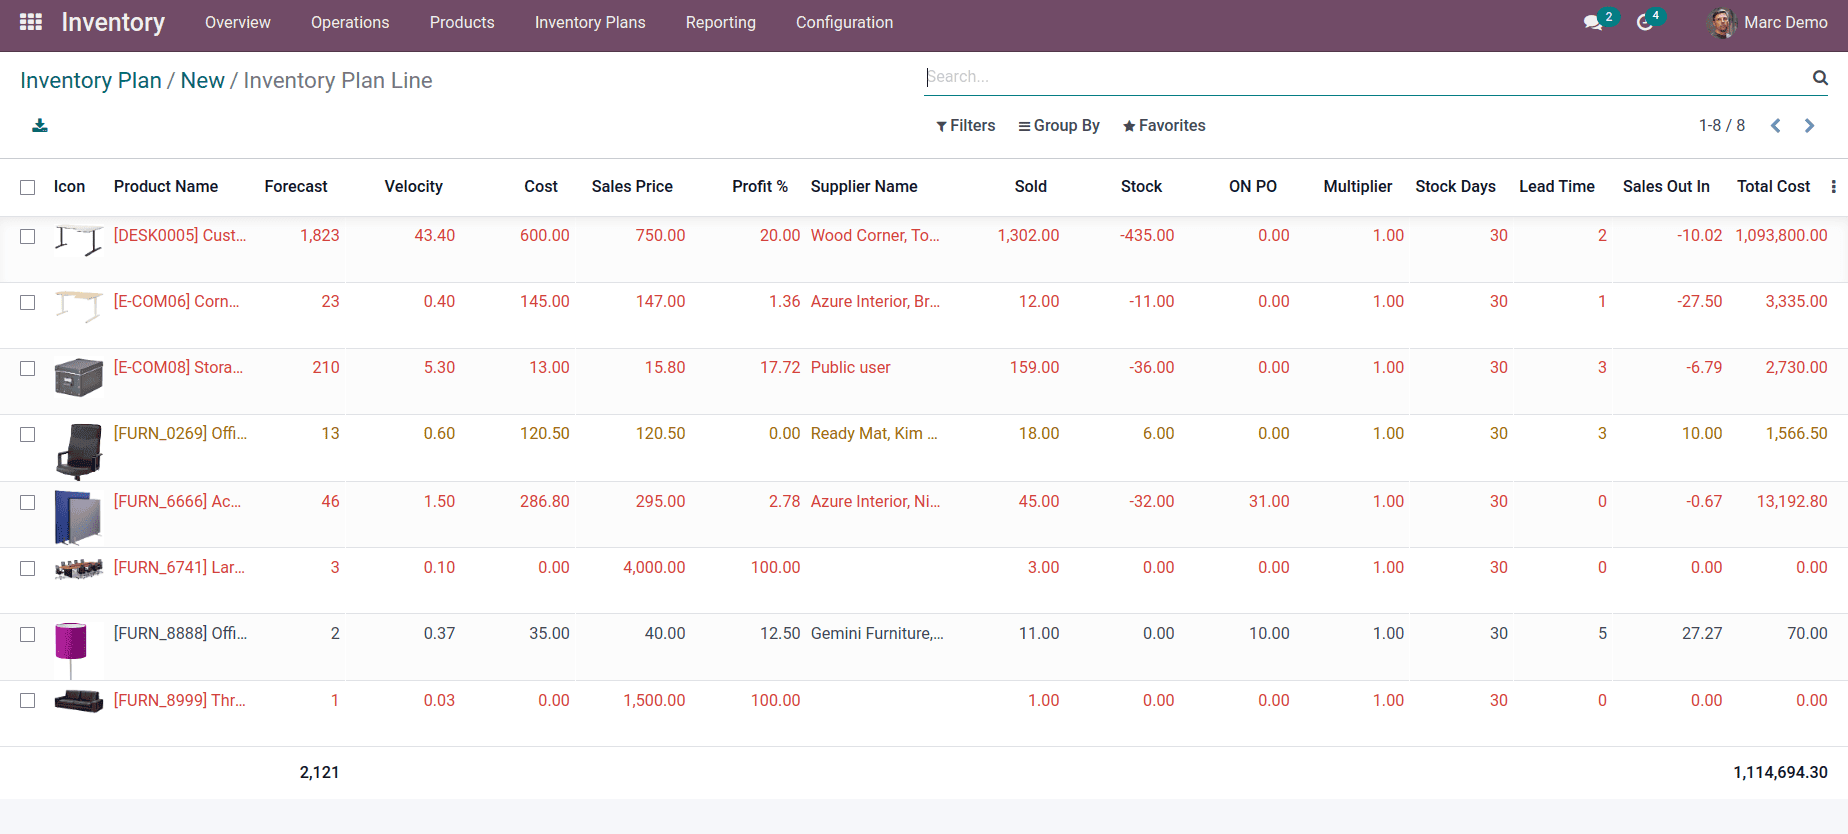 Inventory Overview Operations Products Inventory Plans Reporting Configuration 2 4 Marc Demo
Inventory Plan / New / Inventory Plan Line
Search...
Filters Group By Favorites 1-8 / 8
Icon Product Name Forecast Velocity Cost Sales Price Profit % Supplier Name Sold Stock ON PO Multiplier Stock Days Lead Time Sales Out In Total Cost
[DESK0005] Cust... 1,823 43.40 600.00 750.00 20.00 Wood Corner, To... 1,302.00 -435.00 0.00 1.00 30 2 -10.02 1,093,800.00
[E-COM06] Corn... 23 0.40 145.00 147.00 1.36 Azure Interior, Br... 12.00 -11.00 0.00 1.00 30 1 -27.50 3,335.00
[E-COM08] Stora... 210 5.30 13.00 15.80 17.72 Public user 159.00 -36.00 0.00 1.00 30 3 -6.79 2,730.00
[FURN_0269] Offi... 13 0.60 120.50 120.50 0.00 Ready Mat, Kim ... 18.00 6.00 0.00 1.00 30 3 10.00 1,566.50
[FURN_6666] Ac... 46 1.50 286.80 295.00 2.78 Azure Interior, Ni... 45.00 -32.00 31.00 1.00 30 0 -0.67 13,192.80
[FURN_6741] Lar... 3 0.10 0.00 4,000.00 100.00 3.00 0.00 0.00 1.00 30 0 0.00 0.00
[FURN_8888] Offi... 2 0.37 35.00 40.00 12.50 Gemini Furniture,... 11.00 0.00 10.00 1.00 30 5 27.27 70.00
[FURN_8999] Thr... 1 0.03 0.00 1,500.00 100.00 1.00 0.00 0.00 1.00 30 0 0.00 0.00
2,121 1,114,694.30